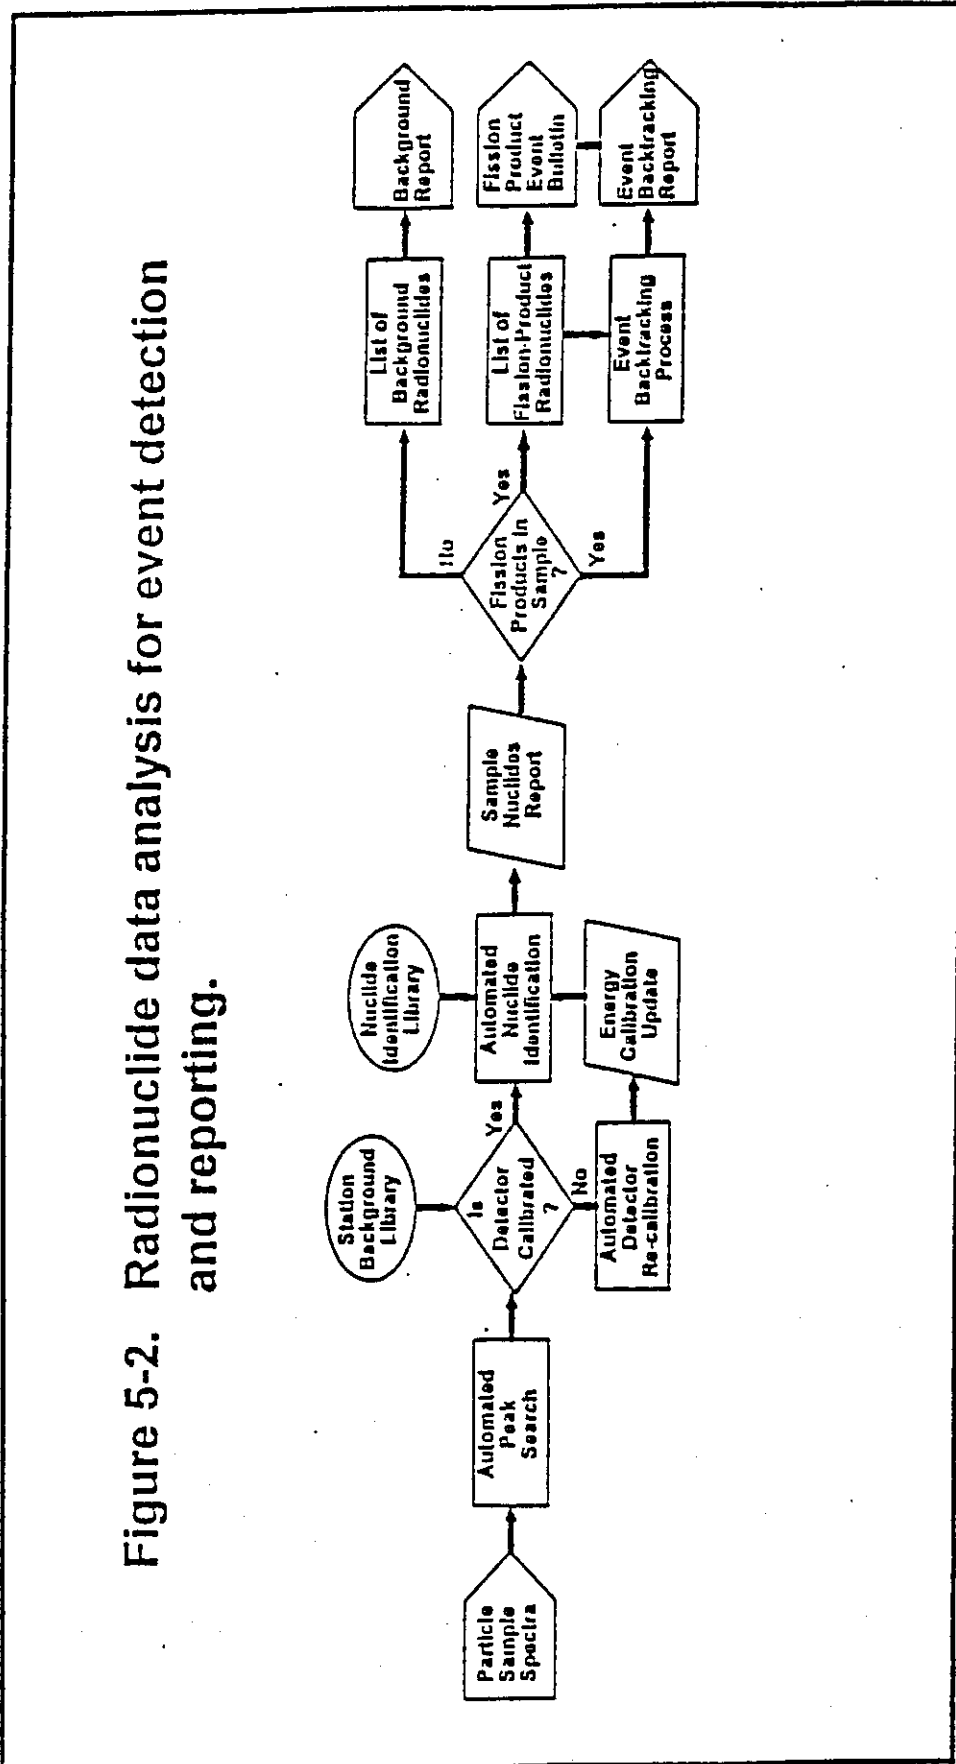 Figure 5-2. Radionuclide data analysis for event detection
and reporting.
Particle
Sample
Spectra
Automated
Peak
Search
Station
Background
Library
Is
Detector
Calibrated
?
Yes
No
Automated
Detector
Re-calibration
Nuclide
Identification
Library
Automated
Nuclide
Identification
Energy
Calibration
Update
Sample
Nuclides
Report
Fission
Products in
Sample
?
No
Yes
Yes
List of
Background
Radionuclides
Background
Report
List of
Fission-Product
Radionuclides
Fission
Product
Event
Bulletin
Event
Backtracking
Process
Event
Backtracking
Report